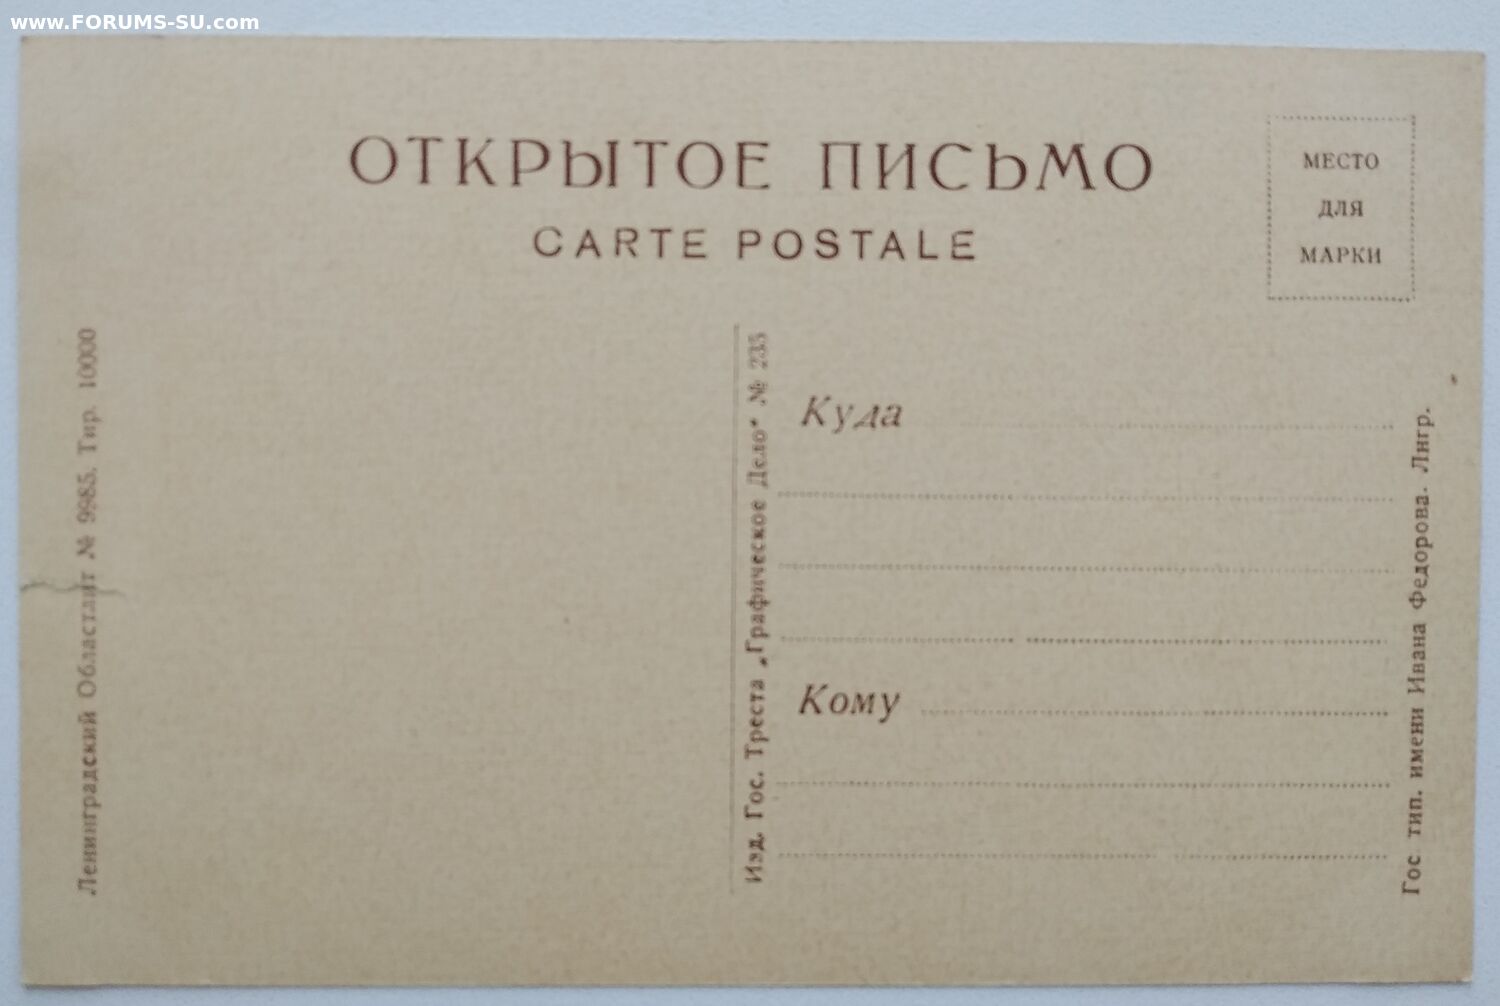 www.FORUMS-SU.com
ОТКРЫТОЕ ПИСЬМО
CARTE POSTALE
МЕСТО
ДЛЯ
МАРКИ
Ленинградский Областлит № 9985. Тир. 10000
Изд. Гос. Треста „Графическое Дело“ № 235
Куда
Кому
Гос тип. имени Ивана Федорова. Лнгр.